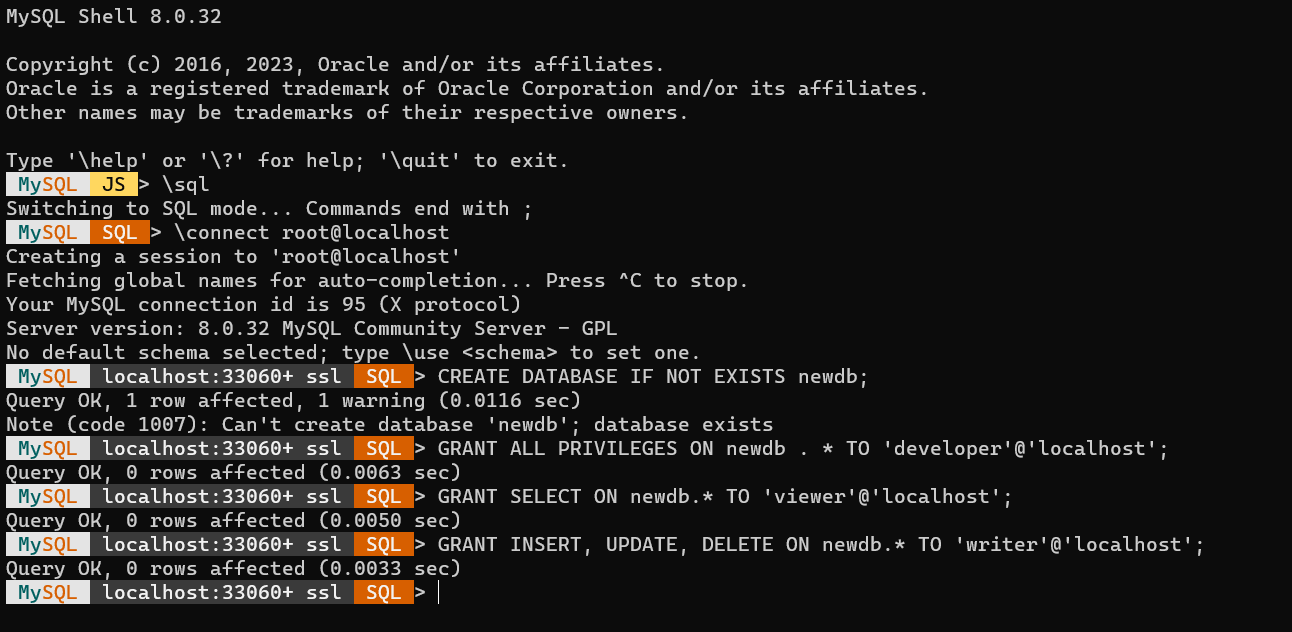 MySQL Shell 8.0.32
Copyright (c) 2016, 2023, Oracle and/or its affiliates.
Oracle is a registered trademark of Oracle Corporation and/or its affiliates.
Other names may be trademarks of their respective owners.
Type '\help' or '\?' for help; '\quit' to exit.
MySQL JS > \sql
Switching to SQL mode... Commands end with ;
MySQL SQL > \connect root@localhost
Creating a session to 'root@localhost'
Fetching global names for auto-completion... Press ^C to stop.
Your MySQL connection id is 95 (X protocol)
Server version: 8.0.32 MySQL Community Server - GPL
No default schema selected; type \use <schema> to set one.
MySQL localhost:33060+ ssl SQL > CREATE DATABASE IF NOT EXISTS newdb;
Query OK, 1 row affected, 1 warning (0.0116 sec)
Note (code 1007): Can't create database 'newdb'; database exists
MySQL localhost:33060+ ssl SQL > GRANT ALL PRIVILEGES ON newdb . * TO 'developer'@'localhost';
Query OK, 0 rows affected (0.0063 sec)
MySQL localhost:33060+ ssl SQL > GRANT SELECT ON newdb.* TO 'viewer'@'localhost';
Query OK, 0 rows affected (0.0050 sec)
MySQL localhost:33060+ ssl SQL > GRANT INSERT, UPDATE, DELETE ON newdb.* TO 'writer'@'localhost';
Query OK, 0 rows affected (0.0033 sec)
MySQL localhost:33060+ ssl SQL >